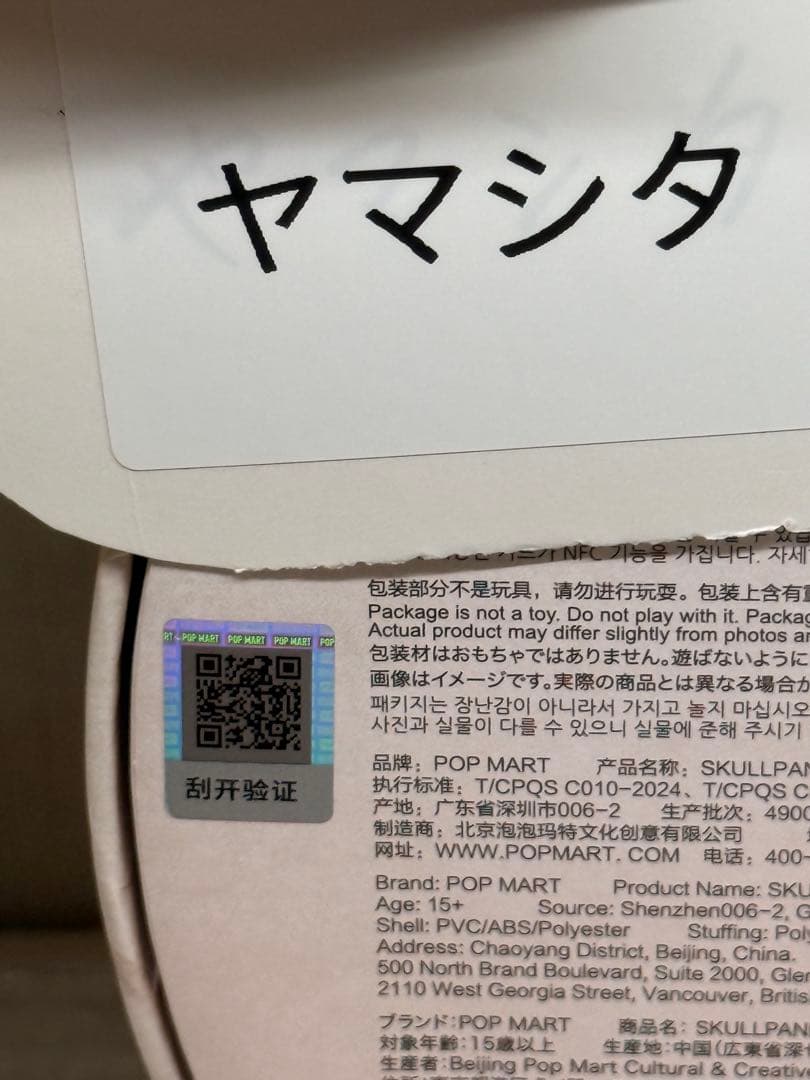 ヤマシタ
NFC 기능을 가집니다. 자세
包装部分不是玩具，请勿进行玩耍。包装上含有
Package is not a toy. Do not play with it.
Actual product may differ slightly from photos
包装材はおもちゃではありません。遊ばないように
画像はイメージです。実際の商品とは異なる場合が
패키지는 장난감이 아니라서 가지고 놀지 마십시오
사진과 실물이 다를 수 있으니 실물에 준해 주시기
POP MART POP MART POP MART POP
刮开验证
品牌：POP MART 产品名称：SKULLPAN
执行标准：T/CPQS C010-2024、T/CPQS C
产地：广东省深圳市006-2 生产批次：4900
制造商：北京泡泡玛特文化创意有限公司
网址：WWW.POPMART.COM 电话：400-
Brand: POP MART Product Name: SKU
Age: 15+ Source: Shenzhen006-2, G
Shell: PVC/ABS/Polyester Stuffing: Poly
Address: Chaoyang District, Beijing, China.
500 North Brand Boulevard, Suite 2000, Glen
2110 West Georgia Street, Vancouver, Britis
ブランド：POP MART 商品名：SKULLPAN
対象年齢：15歳以上 生産地：中国（広東省深
生産者：Beijing Pop Mart Cultural & Creative